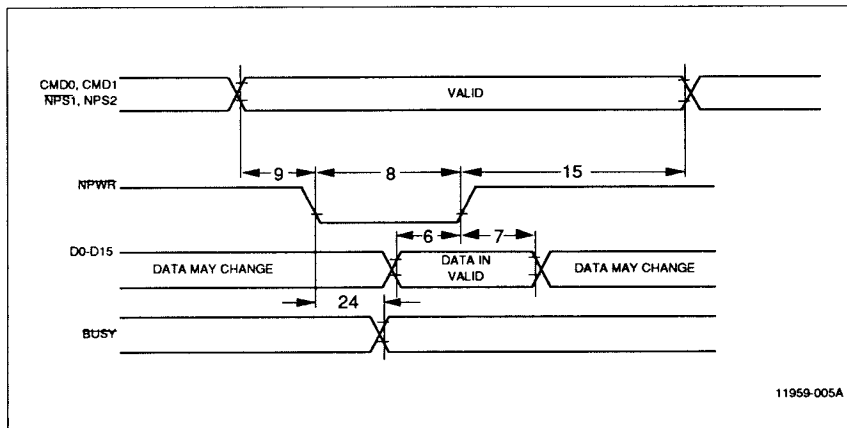 CMD0, CMD1
NPS1, NPS2
VALID
9
8
15
NPWR
6
7
D0-D15
DATA MAY CHANGE
DATA IN
VALID
DATA MAY CHANGE
24
BUSY
11959-005A